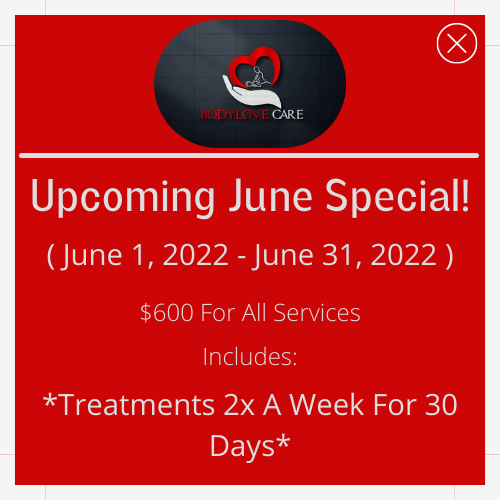 BODYLOVE CARE
Upcoming June Special!
( June 1, 2022 - June 31, 2022 )
$600 For All Services
Includes:
*Treatments 2x A Week For 30
Days*